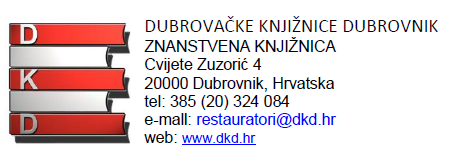 D
K
D
DUBROVAČKE KNJIŽNICE DUBROVNIK
ZNANSTVENA KNJIŽNICA
Cvijete Zuzorić 4
20000 Dubrovnik, Hrvatska
tel: 385 (20) 324 084
e-mall: restauratori@dkd.hr
web: www.dkd.hr